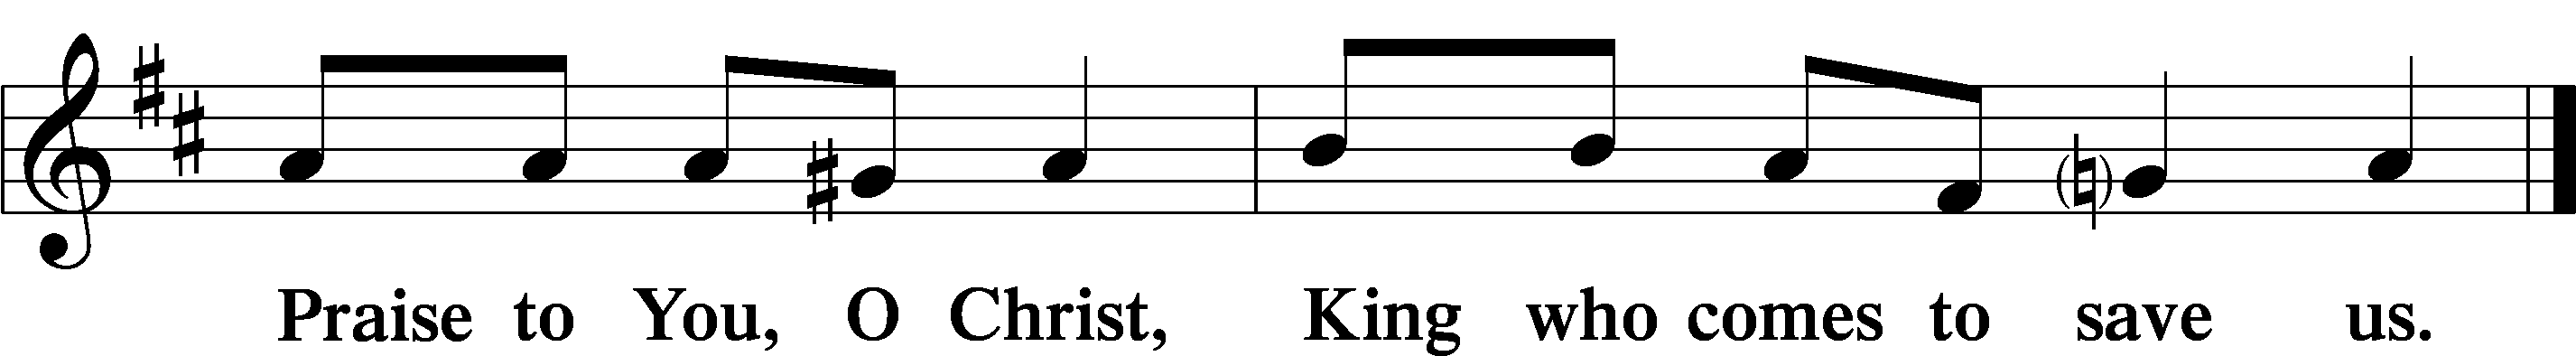 Praise to You, O Christ, King who comes to save us.